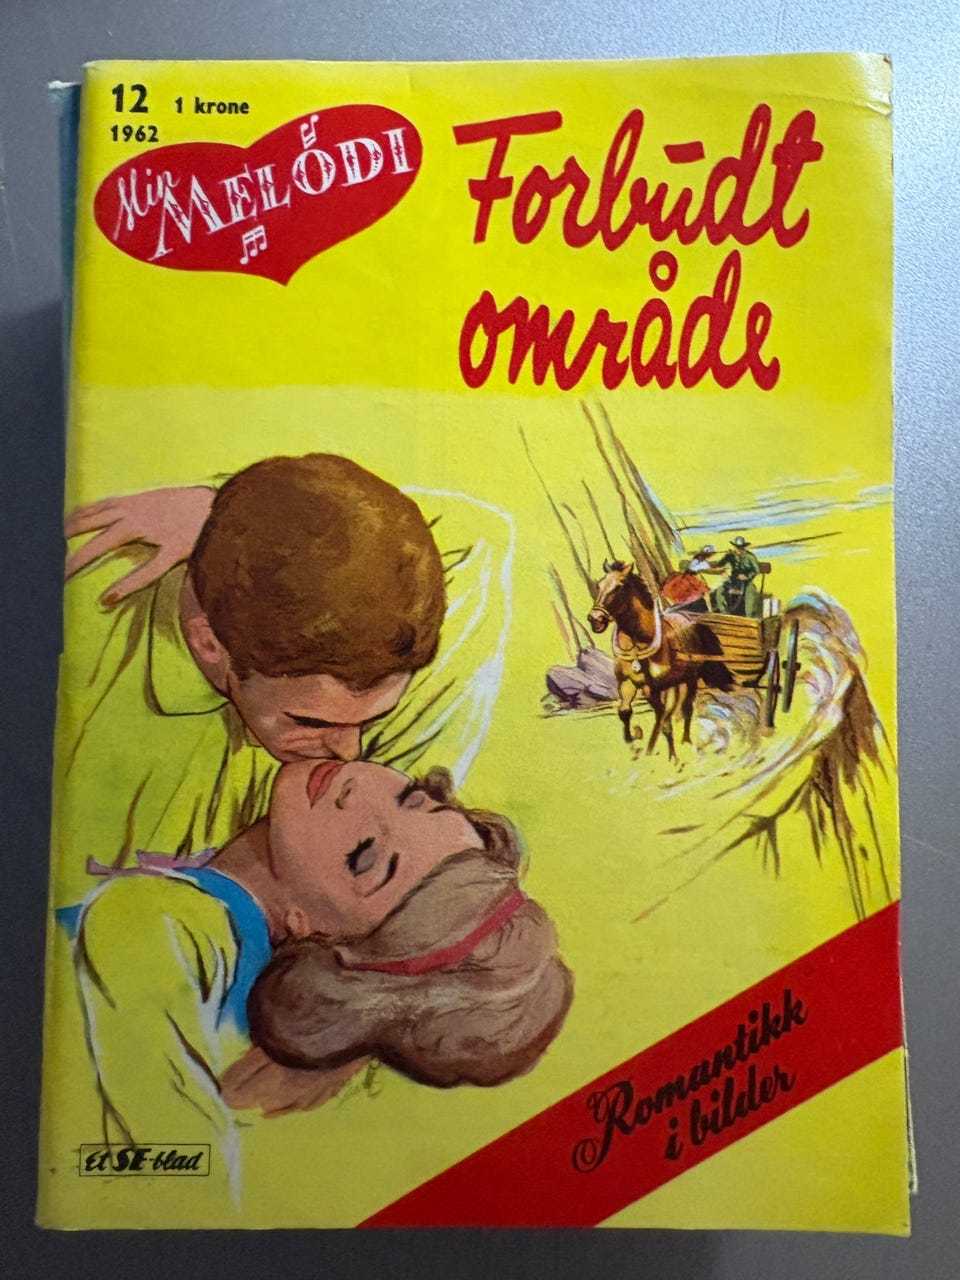 12 1 krone
1962
Min
MELODI
Forbudt
område
Romantikk
i bilder
Et SE-blad